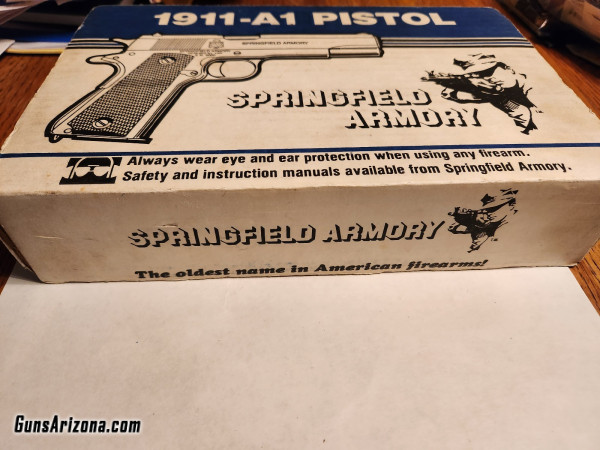 1911-A1 PISTOL
SPRINGFIELD ARMORY
SPRINGFIELD
ARMORY
Always wear eye and ear protection when using any firearm.
Safety and instruction manuals available from Springfield Armory.
SPRINGFIELD ARMORY
The oldest name in American firearms!
GunsArizona.com